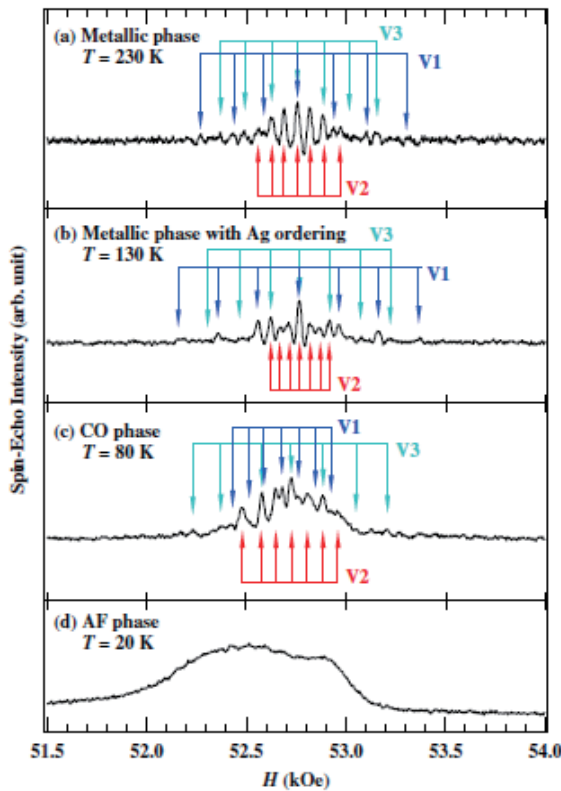 (a) Metallic phase
T = 230 K
V3
V1
V2
(b) Metallic phase with Ag ordering
T = 130 K
V3
V1
V2
(c) CO phase
T = 80 K
V1
V3
V2
(d) AF phase
T = 20 K
Spin-Echo Intensity (arb. unit)
51.5 52.0 52.5 53.0 53.5 54.0
H (kOe)